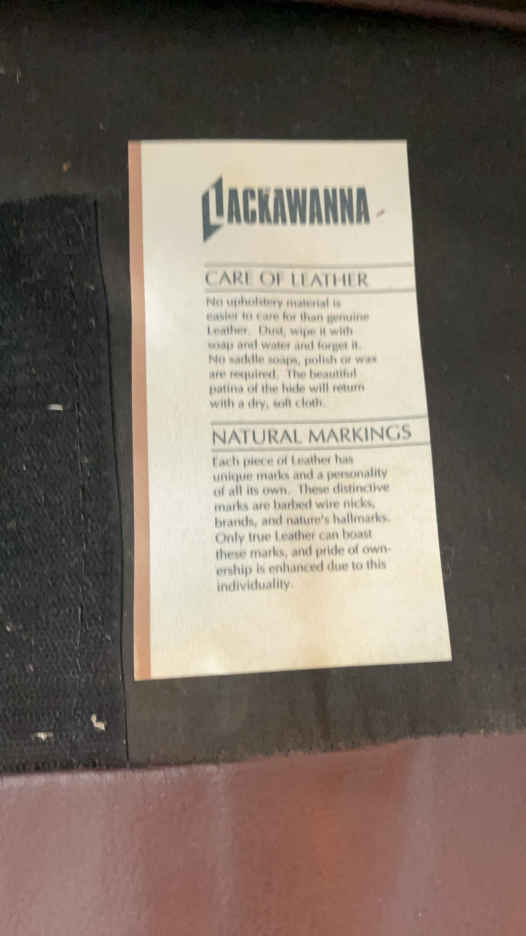 LACKAWANNA
CARE OF LEATHER
No upholstery material is
easier to care for than genuine
Leather. Dust, wipe it with
soap and water and forget it.
No saddle soaps, polish or wax
are required. The beautiful
patina of the hide will return
with a dry, soft cloth.
NATURAL MARKINGS
Each piece of Leather has
unique marks and a personality
of all its own. These distinctive
marks are barbed wire nicks,
brands, and nature's hallmarks.
Only true Leather can boast
these marks, and pride of own-
ership is enhanced due to this
individuality.